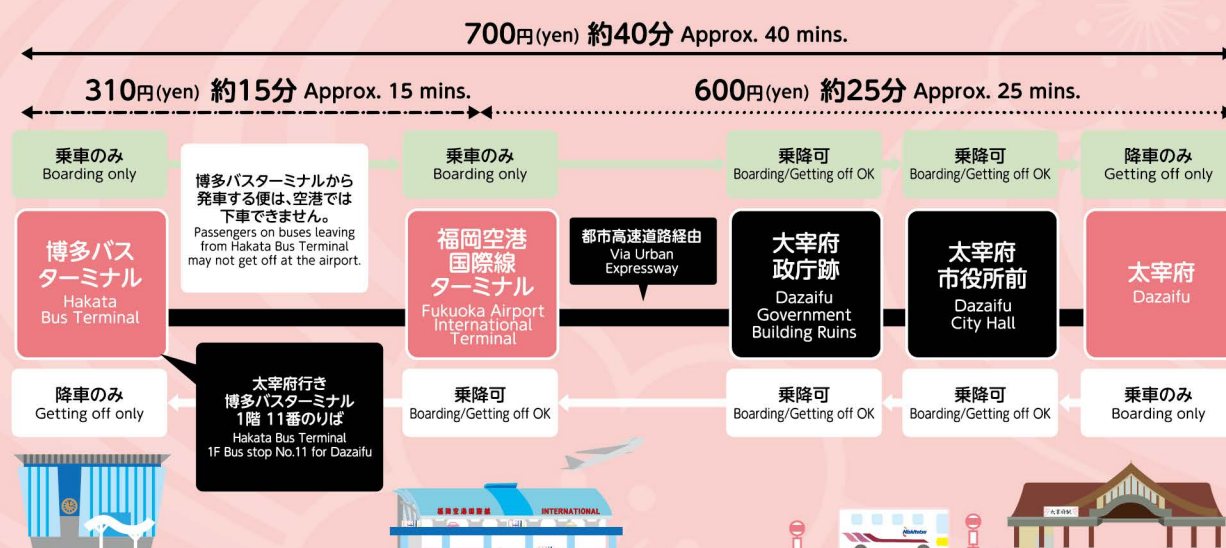 700円(yen) 約40分 Approx. 40 mins.
310円(yen) 約15分 Approx. 15 mins.
600円(yen) 約25分 Approx. 25 mins.
乗車のみ
Boarding only
博多バスターミナルから
発車する便は、空港では
下車できません。
Passengers on buses leaving
from Hakata Bus Terminal
may not get off at the airport.
乗車のみ
Boarding only
乗降可
Boarding/Getting off OK
乗降可
Boarding/Getting off OK
降車のみ
Getting off only
博多バス
ターミナル
Hakata
Bus Terminal
福岡空港
国際線
ターミナル
Fukuoka Airport
International
Terminal
都市高速道路経由
Via Urban
Expressway
大宰府
政庁跡
Dazaifu
Government
Building Ruins
太宰府
市役所前
Dazaifu
City Hall
太宰府
Dazaifu
降車のみ
Getting off only
太宰府行き
博多バスターミナル
1階 11番のりば
Hakata Bus Terminal
1F Bus stop No.11 for Dazaifu
乗降可
Boarding/Getting off OK
乗降可
Boarding/Getting off OK
乗降可
Boarding/Getting off OK
乗車のみ
Boarding only
福岡空港国際線 INTERNATIONAL
Nishitetsu
太宰府駅